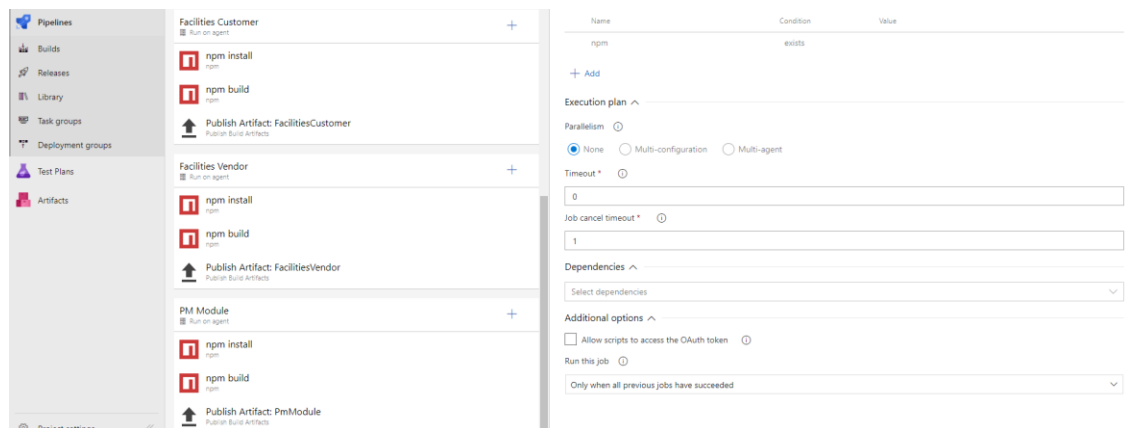 Pipelines
Builds
Releases
Library
Task groups
Deployment groups
Test Plans
Artifacts
Project settings
Facilities Customer
Run on agent
npm install
npm
npm build
npm
Publish Artifact: FacilitiesCustomer
Publish Build Artifacts
Facilities Vendor
Run on agent
npm install
npm
npm build
npm
Publish Artifact: FacilitiesVendor
Publish Build Artifacts
PM Module
Run on agent
npm install
npm
npm build
npm
Publish Artifact: PmModule
Publish Build Artifacts
Name Condition Value
npm exists
+ Add
Execution plan
Parallelism
None Multi-configuration Multi-agent
Timeout *
0
Job cancel timeout *
1
Dependencies
Select dependencies
Additional options
Allow scripts to access the OAuth token
Run this job
Only when all previous jobs have succeeded